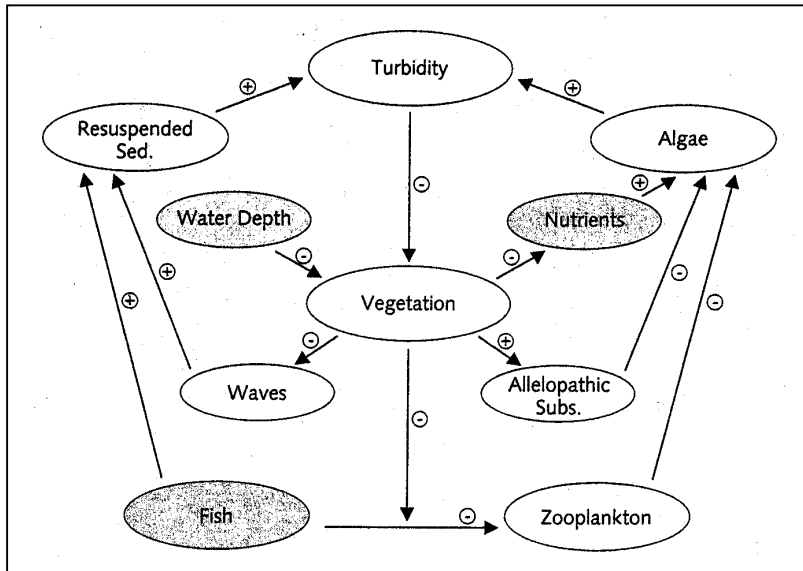 Turbidity
⊕
⊕
Resuspended
Sed.
Algae
⊖
Water Depth
⊕
Nutrients
⊖
⊖
⊕
Vegetation
⊖
⊖
⊕
⊖
⊕
Waves
Allelopathic
Subs.
⊖
Fish
⊖
Zooplankton